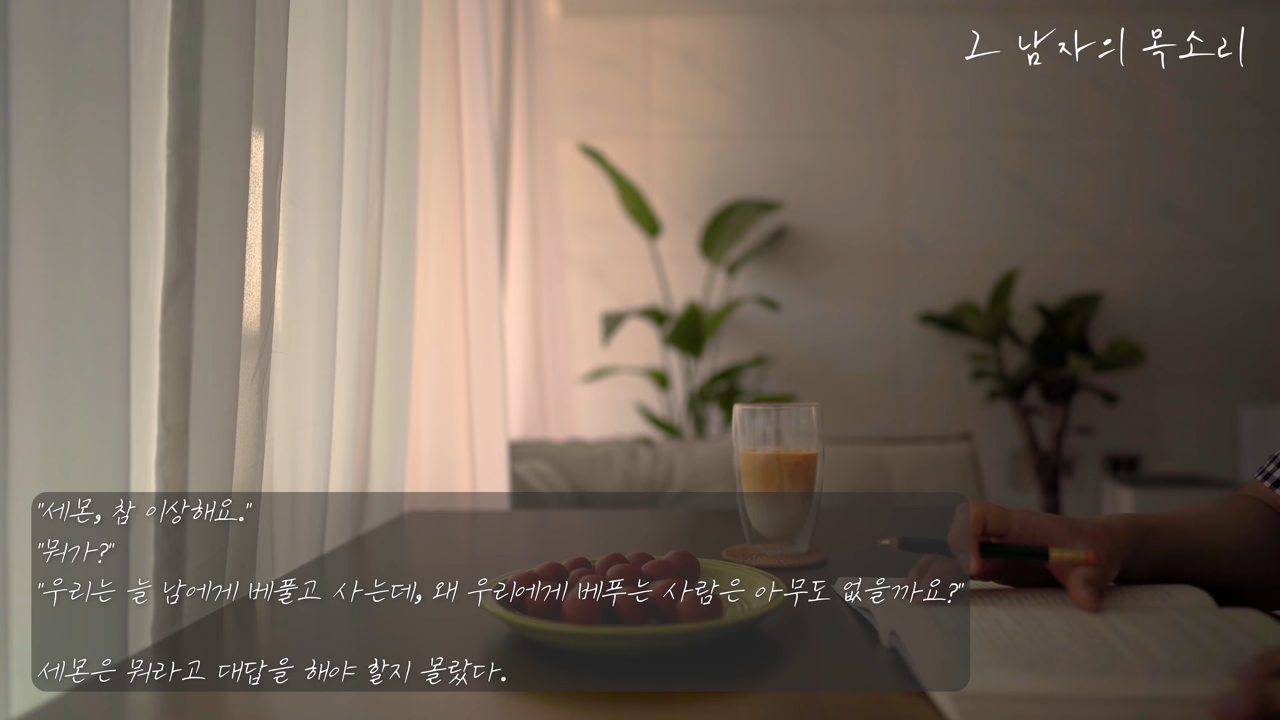 그 남자의 목소리
"세몬, 참 이상해요."
"뭐가?"
"우리는 늘 남에게 베풀고 사는데, 왜 우리에게 베푸는 사람은 아무도 없을까요?"
세몬은 뭐라고 대답을 해야 할지 몰랐다.